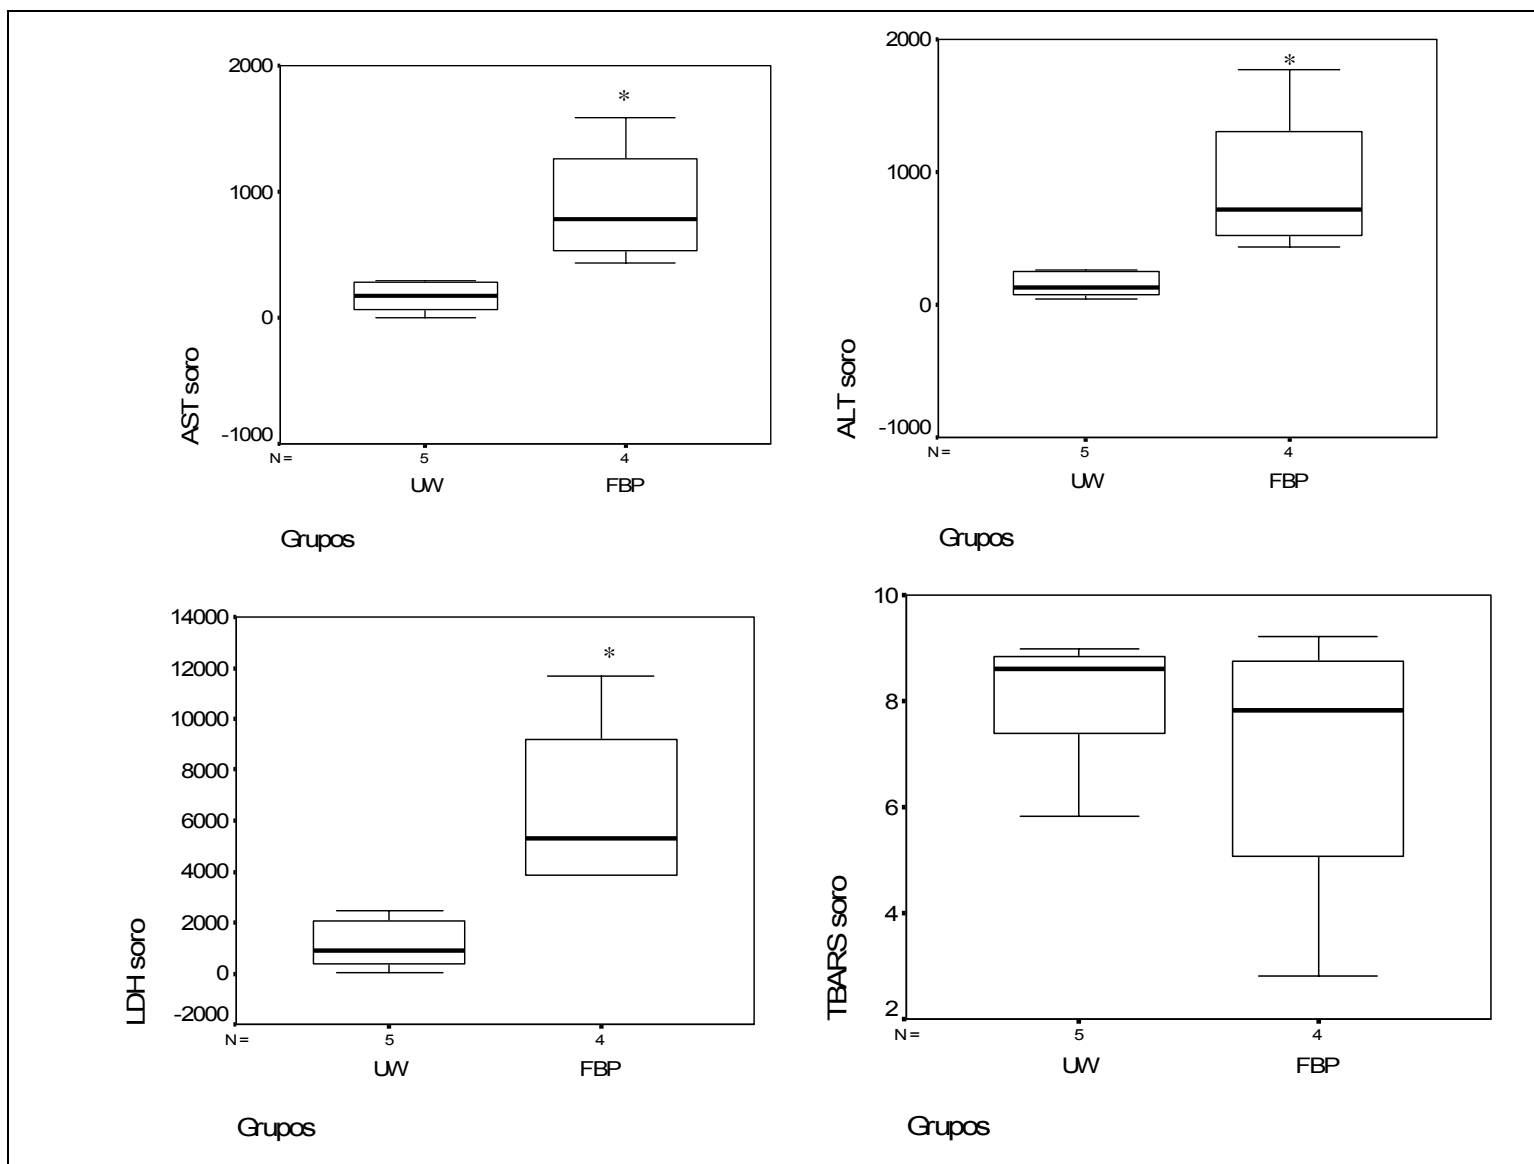 2000
*
1000
0
-1000
AST soro
N =
5
4
UW
FBP
Grupos
2000
*
1000
0
-1000
ALT soro
N =
5
4
UW
FBP
Grupos
14000
12000
*
10000
8000
6000
4000
2000
0
-2000
LDH soro
N =
5
4
UW
FBP
Grupos
10
8
6
4
2
TBARS soro
N =
5
4
UW
FBP
Grupos